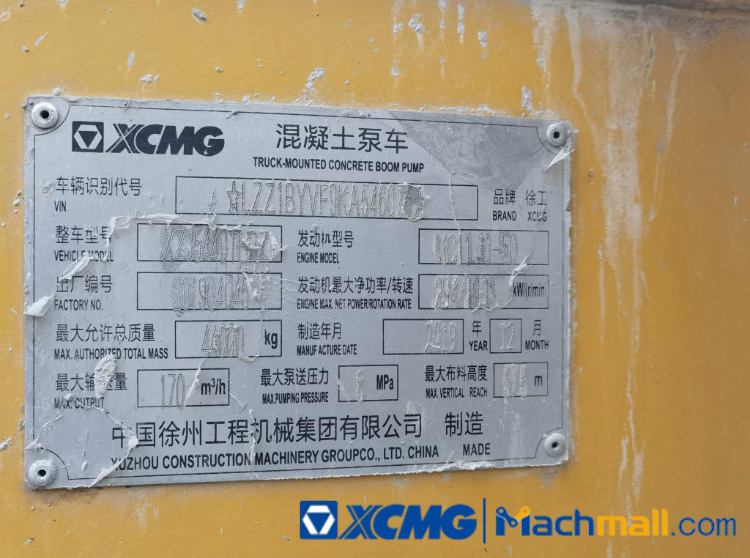 XCMG 混凝土泵车
TRUCK-MOUNTED CONCRETE BOOM PUMP
车辆识别代号 品牌 徐工
VIN BRAND XCMG
整车型号 发动机型号
VEHICLE MODEL ENGINE MODEL
出厂编号 发动机最大净功率/转速 kW/(r/min)
FACTORY NO. ENGINE MAX. NET POWER/ROTATION RATE
最大允许总质量 kg 制造年月 2019 年 12 月
MAX. AUTHORIZED TOTAL MASS MANUFACTURE DATE YEAR MONTH
最大输送量 170 m³/h 最大泵送压力 MPa 最大布料高度 m
MAX. OUTPUT MAX.PUMPING PRESSURE MAX. VERTICAL REACH
中国徐州工程机械集团有限公司 制造
XUZHOU CONSTRUCTION MACHINERY GROUPCO., LTD. CHINA MADE
XCMG Machmall.com